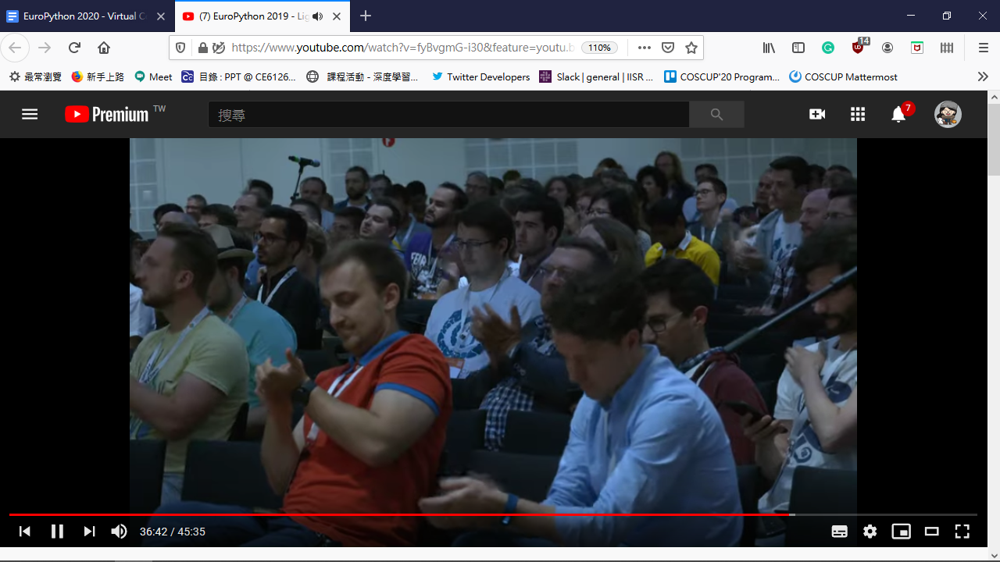 EuroPython 2020 - Virtual C
(7) EuroPython 2019 - Lig
https://www.youtube.com/watch?v=fyBvgmG-i30&feature=youtu.b
110%
14
最常瀏覽
新手上路
Meet
目錄 : PPT @ CE6126...
課程活動 - 深度學習...
Twitter Developers
Slack | general | IISR ...
COSCUP'20 Program...
COSCUP Mattermost
Premium TW
搜尋
7
36:42 / 45:35